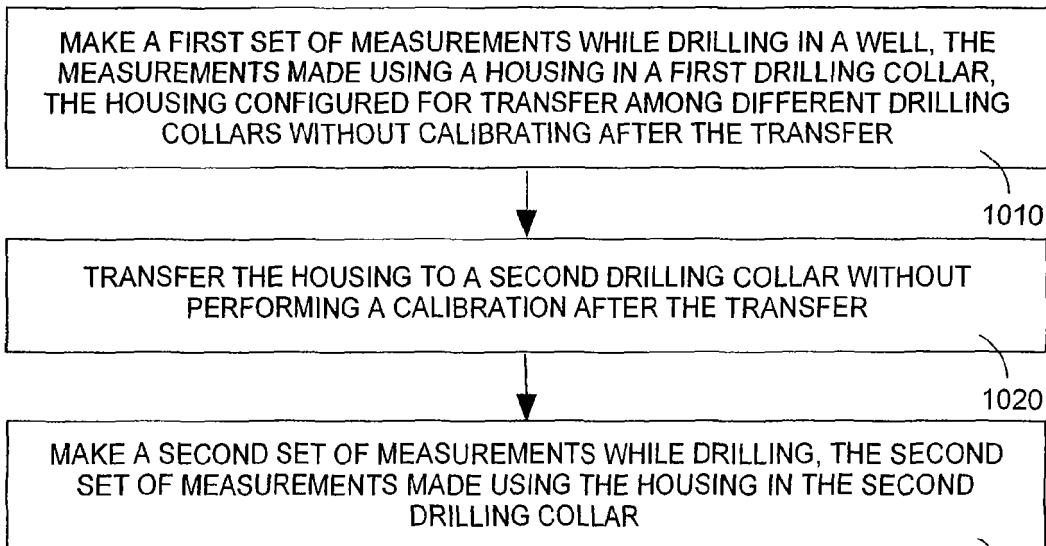 MAKE A FIRST SET OF MEASUREMENTS WHILE DRILLING IN A WELL, THE
MEASUREMENTS MADE USING A HOUSING IN A FIRST DRILLING COLLAR,
THE HOUSING CONFIGURED FOR TRANSFER AMONG DIFFERENT DRILLING
COLLARS WITHOUT CALIBRATING AFTER THE TRANSFER
1010
TRANSFER THE HOUSING TO A SECOND DRILLING COLLAR WITHOUT
PERFORMING A CALIBRATION AFTER THE TRANSFER
1020
MAKE A SECOND SET OF MEASUREMENTS WHILE DRILLING, THE SECOND
SET OF MEASUREMENTS MADE USING THE HOUSING IN THE SECOND
DRILLING COLLAR